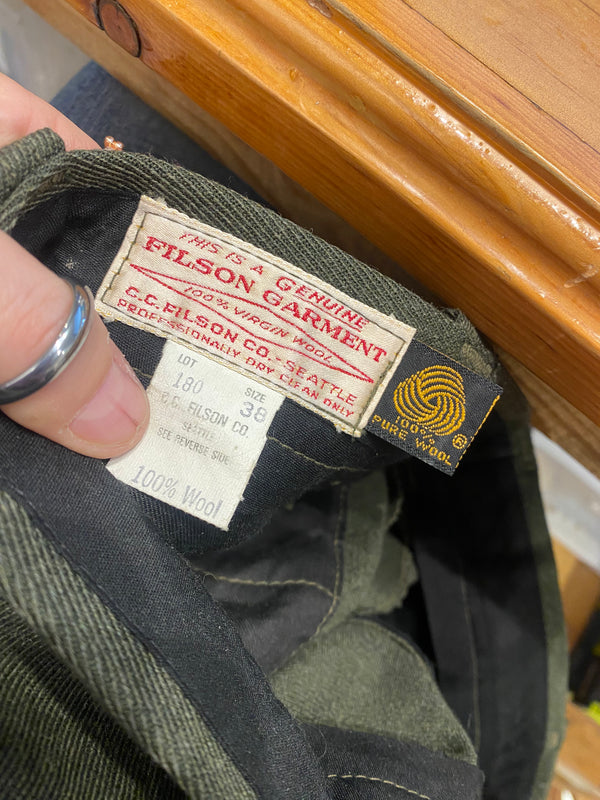 THIS IS A GENUINE
FILSON GARMENT
100% VIRGIN WOOL
C.C. FILSON CO. - SEATTLE
PROFESSIONALLY DRY CLEAN ONLY
LOT SIZE
180 38
C.C. FILSON CO.
SEATTLE
SEE REVERSE SIDE
100% Wool
100%
PURE WOOL ®